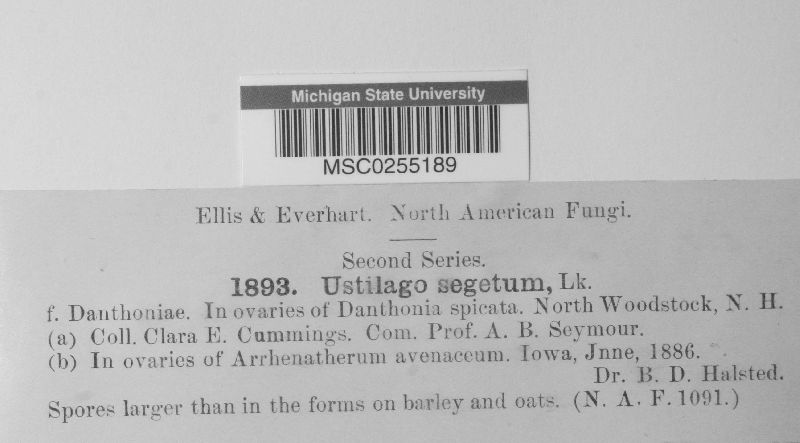 Michigan State University
MSC0255189
Ellis & Everhart. North American Fungi.
Second Series.
1893. Ustilago segetum, Lk.
f. Danthoniae. In ovaries of Danthonia spicata. North Woodstock, N. H.
(a) Coll. Clara E. Cummings. Com. Prof. A. B. Seymour.
(b) In ovaries of Arrhenatherum avenaceum. Iowa, Jnne, 1886.
Dr. B. D. Halsted.
Spores larger than in the forms on barley and oats. (N. A. F. 1091.)